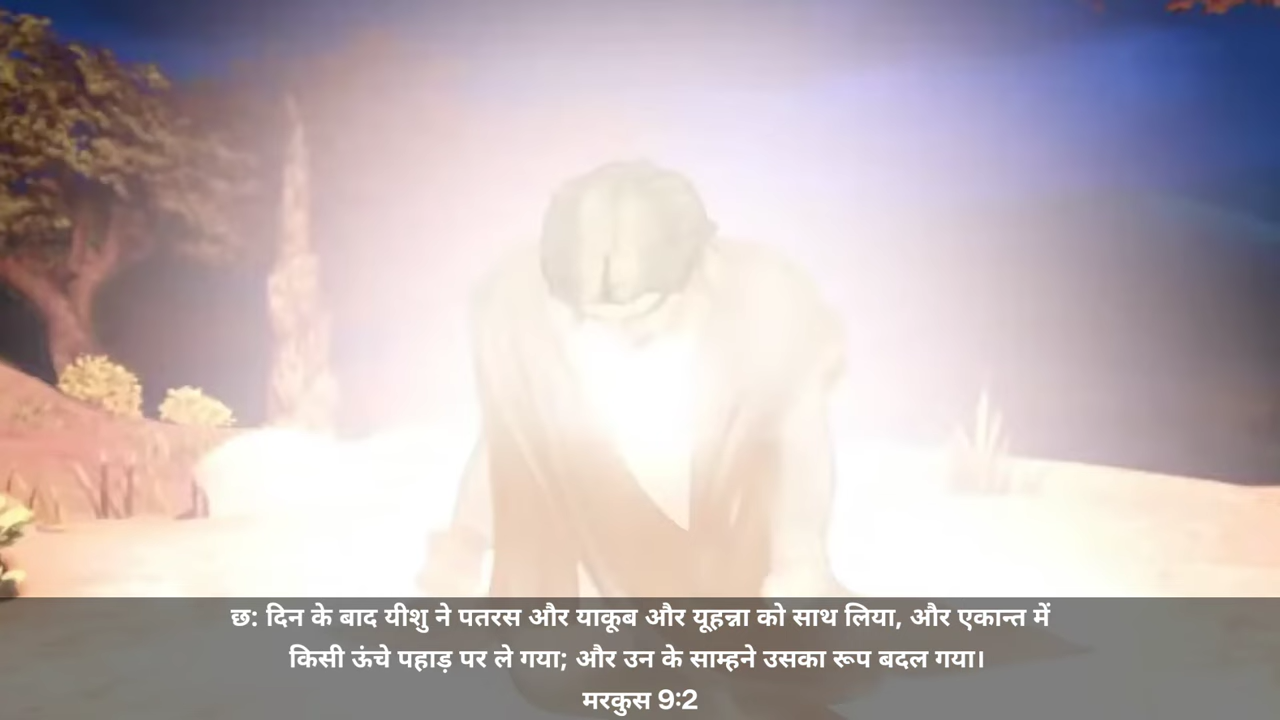 छ: दिन के बाद यीशु ने पतरस और याकूब और यूहन्ना को साथ लिया, और एकान्त में
किसी ऊंचे पहाड़ पर ले गया; और उन के साम्हने उसका रूप बदल गया।
मरकुस 9:2